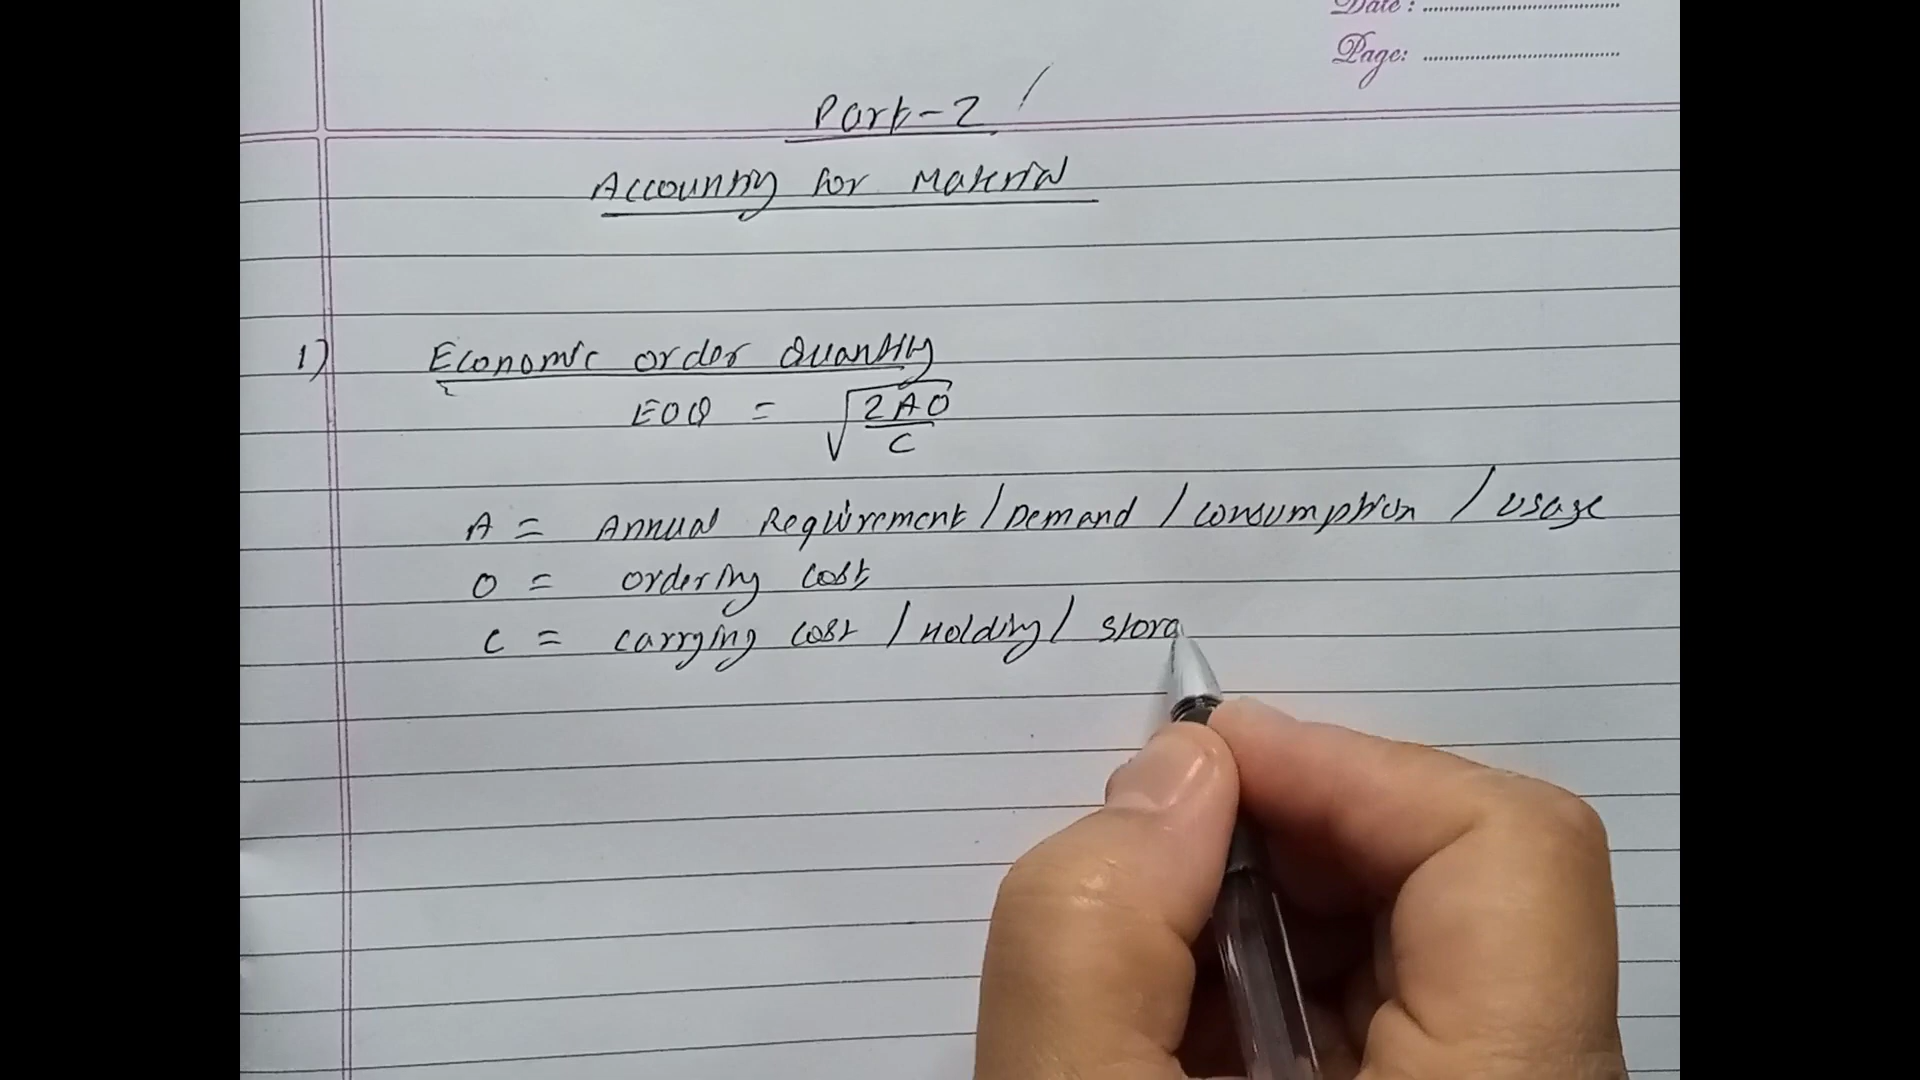 Date : ......................................
Page: ......................................
Part-2
Accounting for Material
1) Economic order Quantity
EOQ = √2AO/C
A = Annual Requirement / Demand / consumption / usage
O = ordering cost
C = carrying cost / Holding / stora